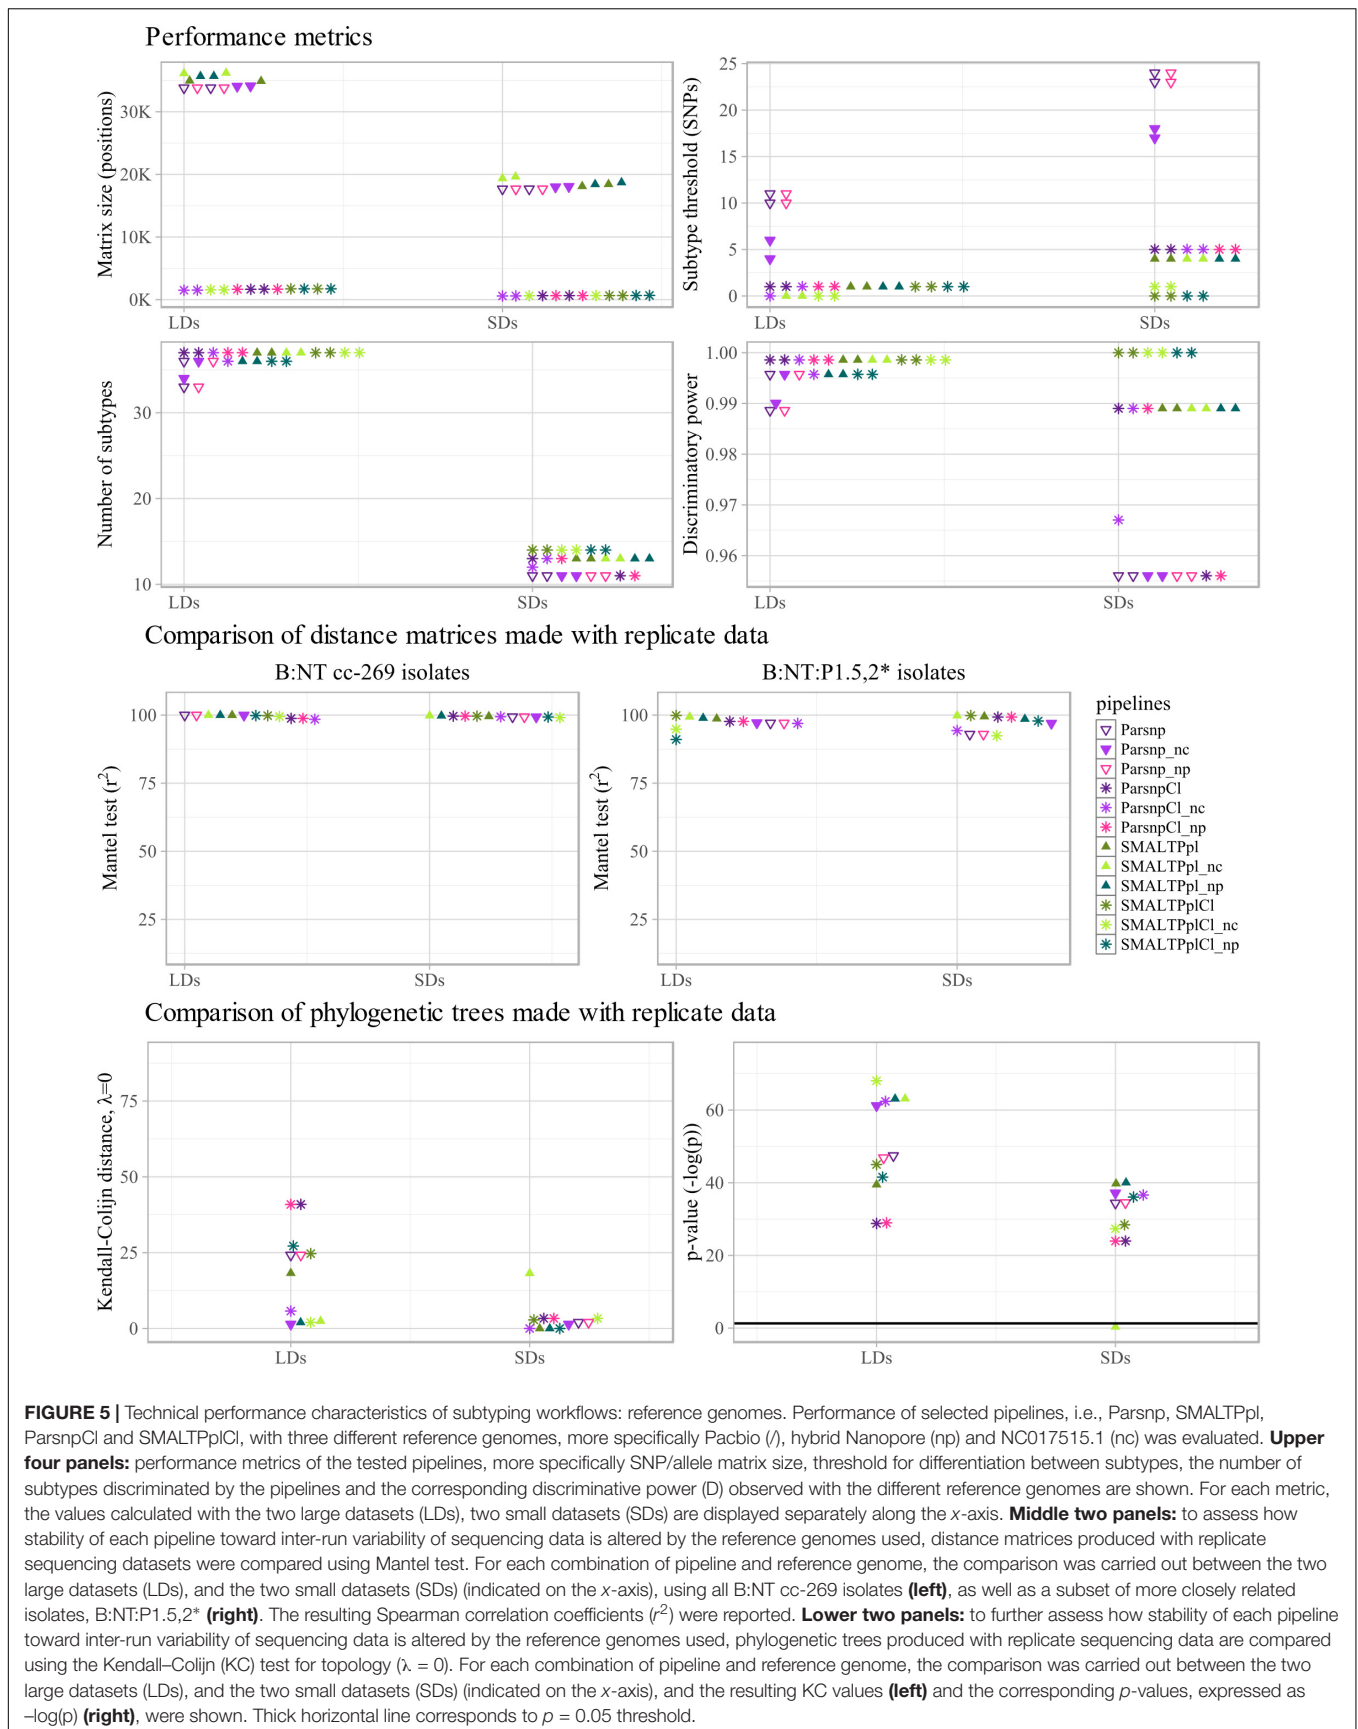 Performance metrics
Matrix size (positions)
30K
20K
10K
0K
LDs
SDs
Subtype threshold (SNPs)
25
20
15
10
5
0
LDs
SDs
Number of subtypes
30
20
10
LDs
SDs
Discriminatory power
1.00
0.99
0.98
0.97
0.96
LDs
SDs
Comparison of distance matrices made with replicate data
B:NT cc-269 isolates
Mantel test (r²)
100
75
50
25
LDs
SDs
B:NT:P1.5,2* isolates
Mantel test (r²)
100
75
50
25
LDs
SDs
pipelines
Parsnp
Parsnp_nc
Parsnp_np
ParsnpCl
ParsnpCl_nc
ParsnpCl_np
SMALTPpl
SMALTPpl_nc
SMALTPpl_np
SMALTPplCl
SMALTPplCl_nc
SMALTPplCl_np
Comparison of phylogenetic trees made with replicate data
Kendall-Colijn distance, λ=0
75
50
25
0
LDs
SDs
p-value (-log(p))
60
40
20
0
LDs
SDs
FIGURE 5 | Technical performance characteristics of subtyping workflows: reference genomes. Performance of selected pipelines, i.e., Parsnp, SMALTPpl,
ParsnpCl and SMALTPplCl, with three different reference genomes, more specifically Pacbio (/), hybrid Nanopore (np) and NC017515.1 (nc) was evaluated. Upper
four panels: performance metrics of the tested pipelines, more specifically SNP/allele matrix size, threshold for differentiation between subtypes, the number of
subtypes discriminated by the pipelines and the corresponding discriminative power (D) observed with the different reference genomes are shown. For each metric,
the values calculated with the two large datasets (LDs), two small datasets (SDs) are displayed separately along the x-axis. Middle two panels: to assess how
stability of each pipeline toward inter-run variability of sequencing data is altered by the reference genomes used, distance matrices produced with replicate
sequencing datasets were compared using Mantel test. For each combination of pipeline and reference genome, the comparison was carried out between the two
large datasets (LDs), and the two small datasets (SDs) (indicated on the x-axis), using all B:NT cc-269 isolates (left), as well as a subset of more closely related
isolates, B:NT:P1.5,2* (right). The resulting Spearman correlation coefficients (r²) were reported. Lower two panels: to further assess how stability of each pipeline
toward inter-run variability of sequencing data is altered by the reference genomes used, phylogenetic trees produced with replicate sequencing data are compared
using the Kendall–Colijn (KC) test for topology (λ = 0). For each combination of pipeline and reference genome, the comparison was carried out between the two
large datasets (LDs), and the two small datasets (SDs) (indicated on the x-axis), and the resulting KC values (left) and the corresponding p-values, expressed as
–log(p) (right), were shown. Thick horizontal line corresponds to p = 0.05 threshold.